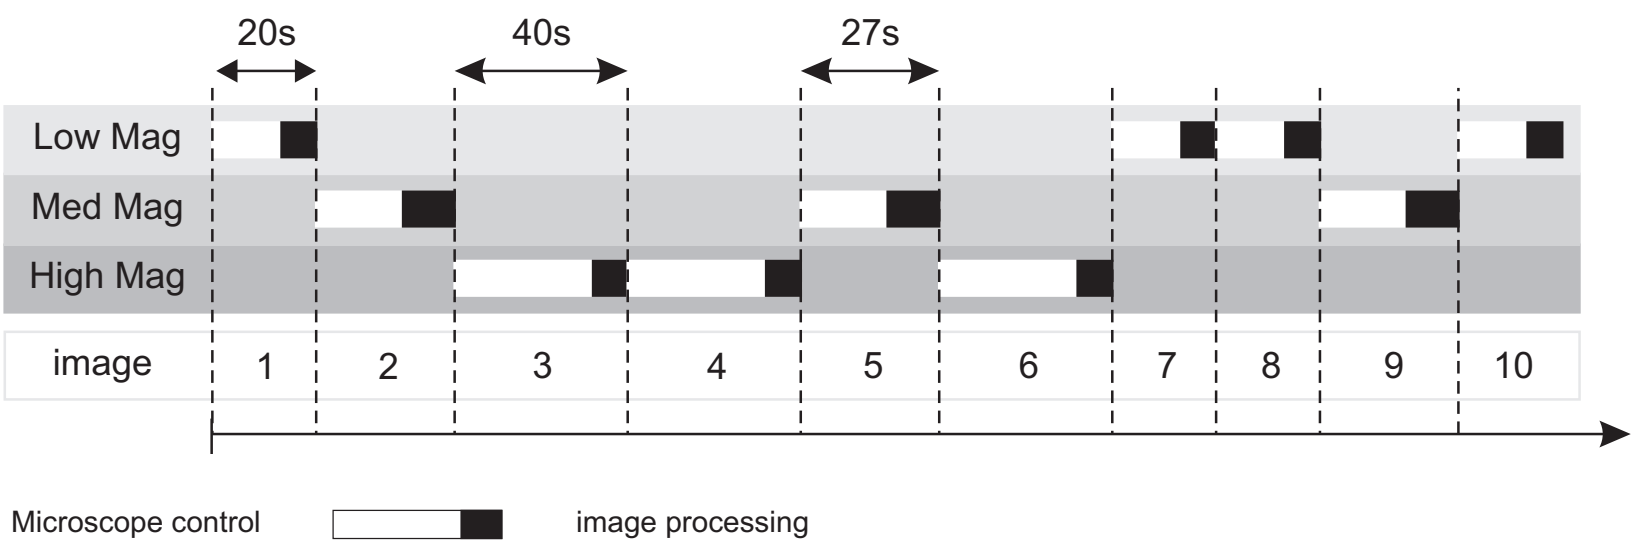 20s 40s 27s
Low Mag
Med Mag
High Mag
image 1 2 3 4 5 6 7 8 9 10
Microscope control image processing